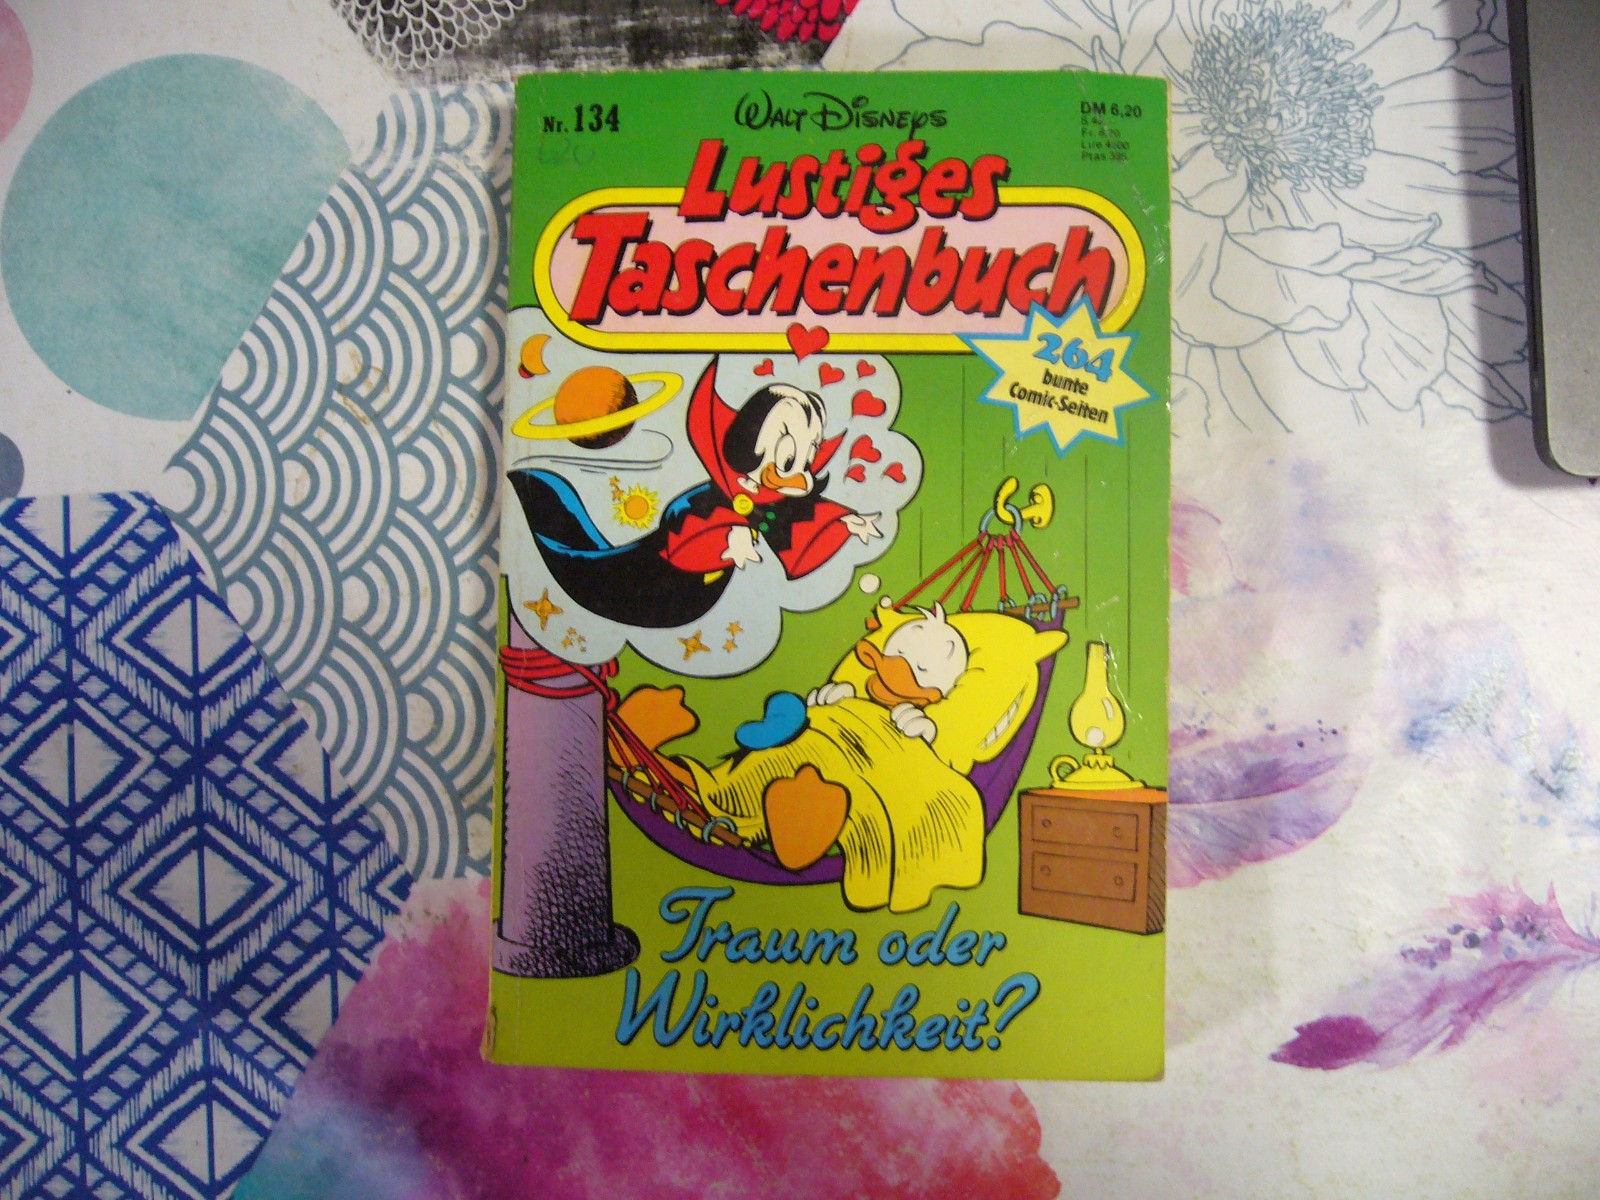 Nr. 134
WALT DISNEYS
DM 6,20
Lustiges
Taschenbuch
264
bunte
Comic-Seiten
Traum oder
Wirklichkeit?